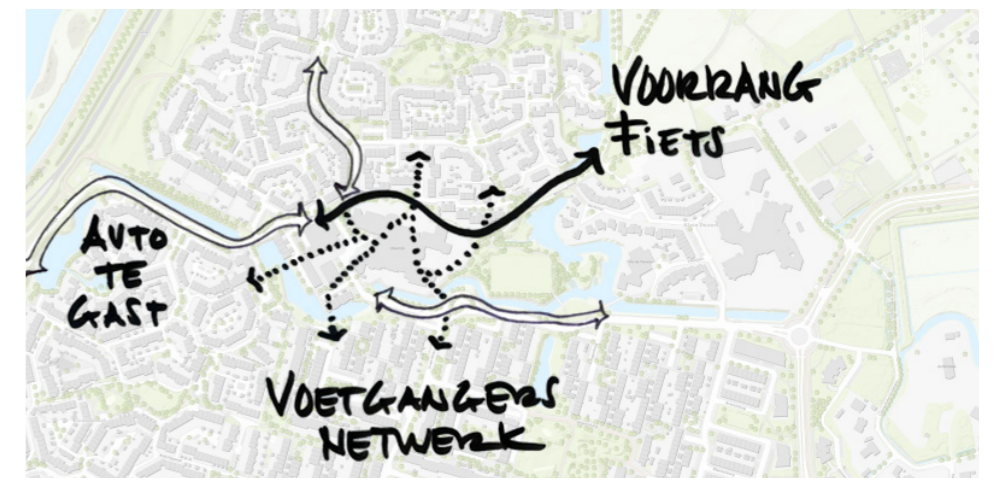 VOORRANG
FIETS
AUTO
TE
GAST
VOETGANGERS
NETWERK